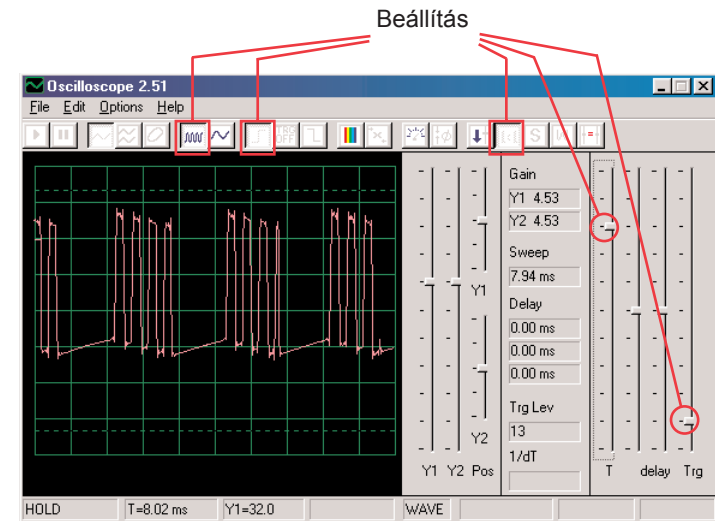 Beállítás
Oscilloscope 2.51
File Edit Options Help
Gain
Y1 4.53
Y2 4.53
Sweep
7.94 ms
Y1
Delay
0.00 ms
0.00 ms
0.00 ms
Trg Lev
13
Y2
1/dT
Y1 Y2 Pos
T delay Trg
HOLD T=8.02 ms Y1=32.0 WAVE